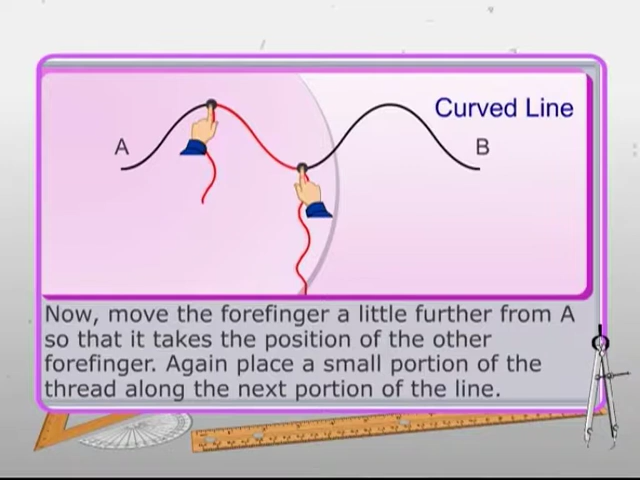 Curved Line
A
B
Now, move the forefinger a little further from A
so that it takes the position of the other
forefinger. Again place a small portion of the
thread along the next portion of the line.